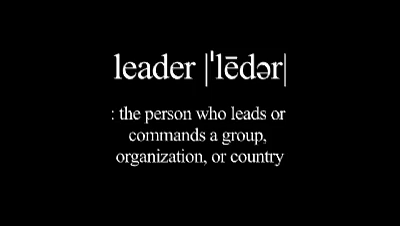 leader |ˈlēdər|
: the person who leads or
commands a group,
organization, or country